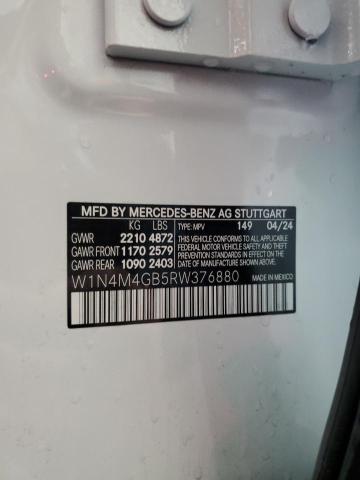 MFD BY MERCEDES-BENZ AG STUTTGART
KG LBS TYPE: MPV 149 04/24
GVWR 2210 4872
GAWR FRONT 1170 2579
GAWR REAR 1090 2403
THIS VEHICLE CONFORMS TO ALL APPLICABLE
FEDERAL MOTOR VEHICLE SAFETY, BUMPER, THEFT
PREVENTION STANDARDS IN EFFECT ON THE
DATE OF MANUFACTURE SHOWN ABOVE.
W1N4M4GB5RW376880 MADE IN MEXICO